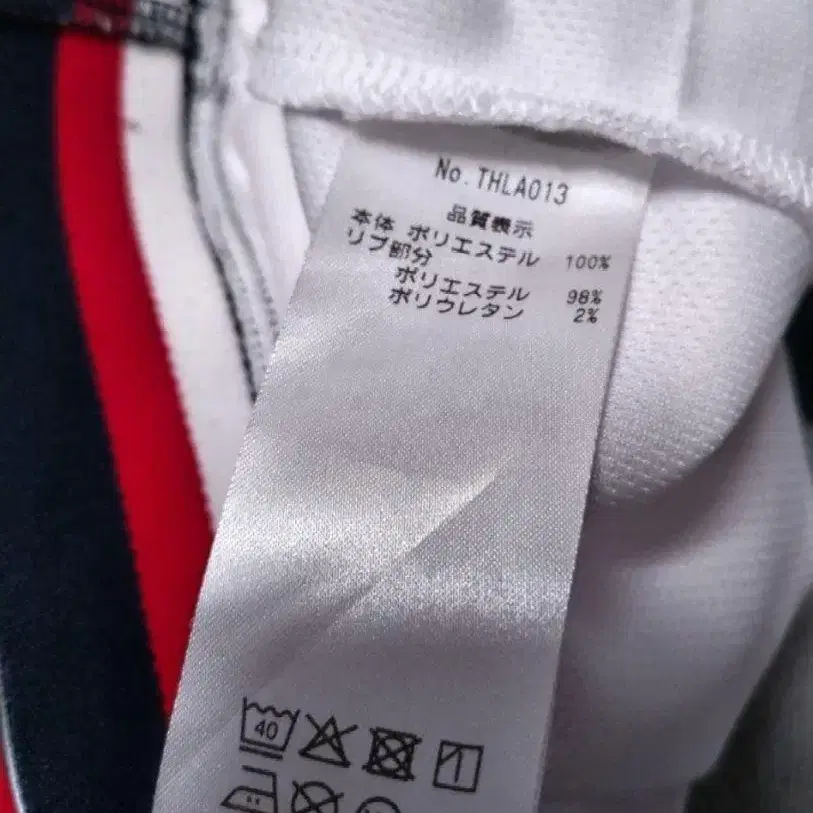 No. THLA013
品質表示
本体 ポリエステル 100%
リブ部分
ポリエステル 98%
ポリウレタン 2%
40